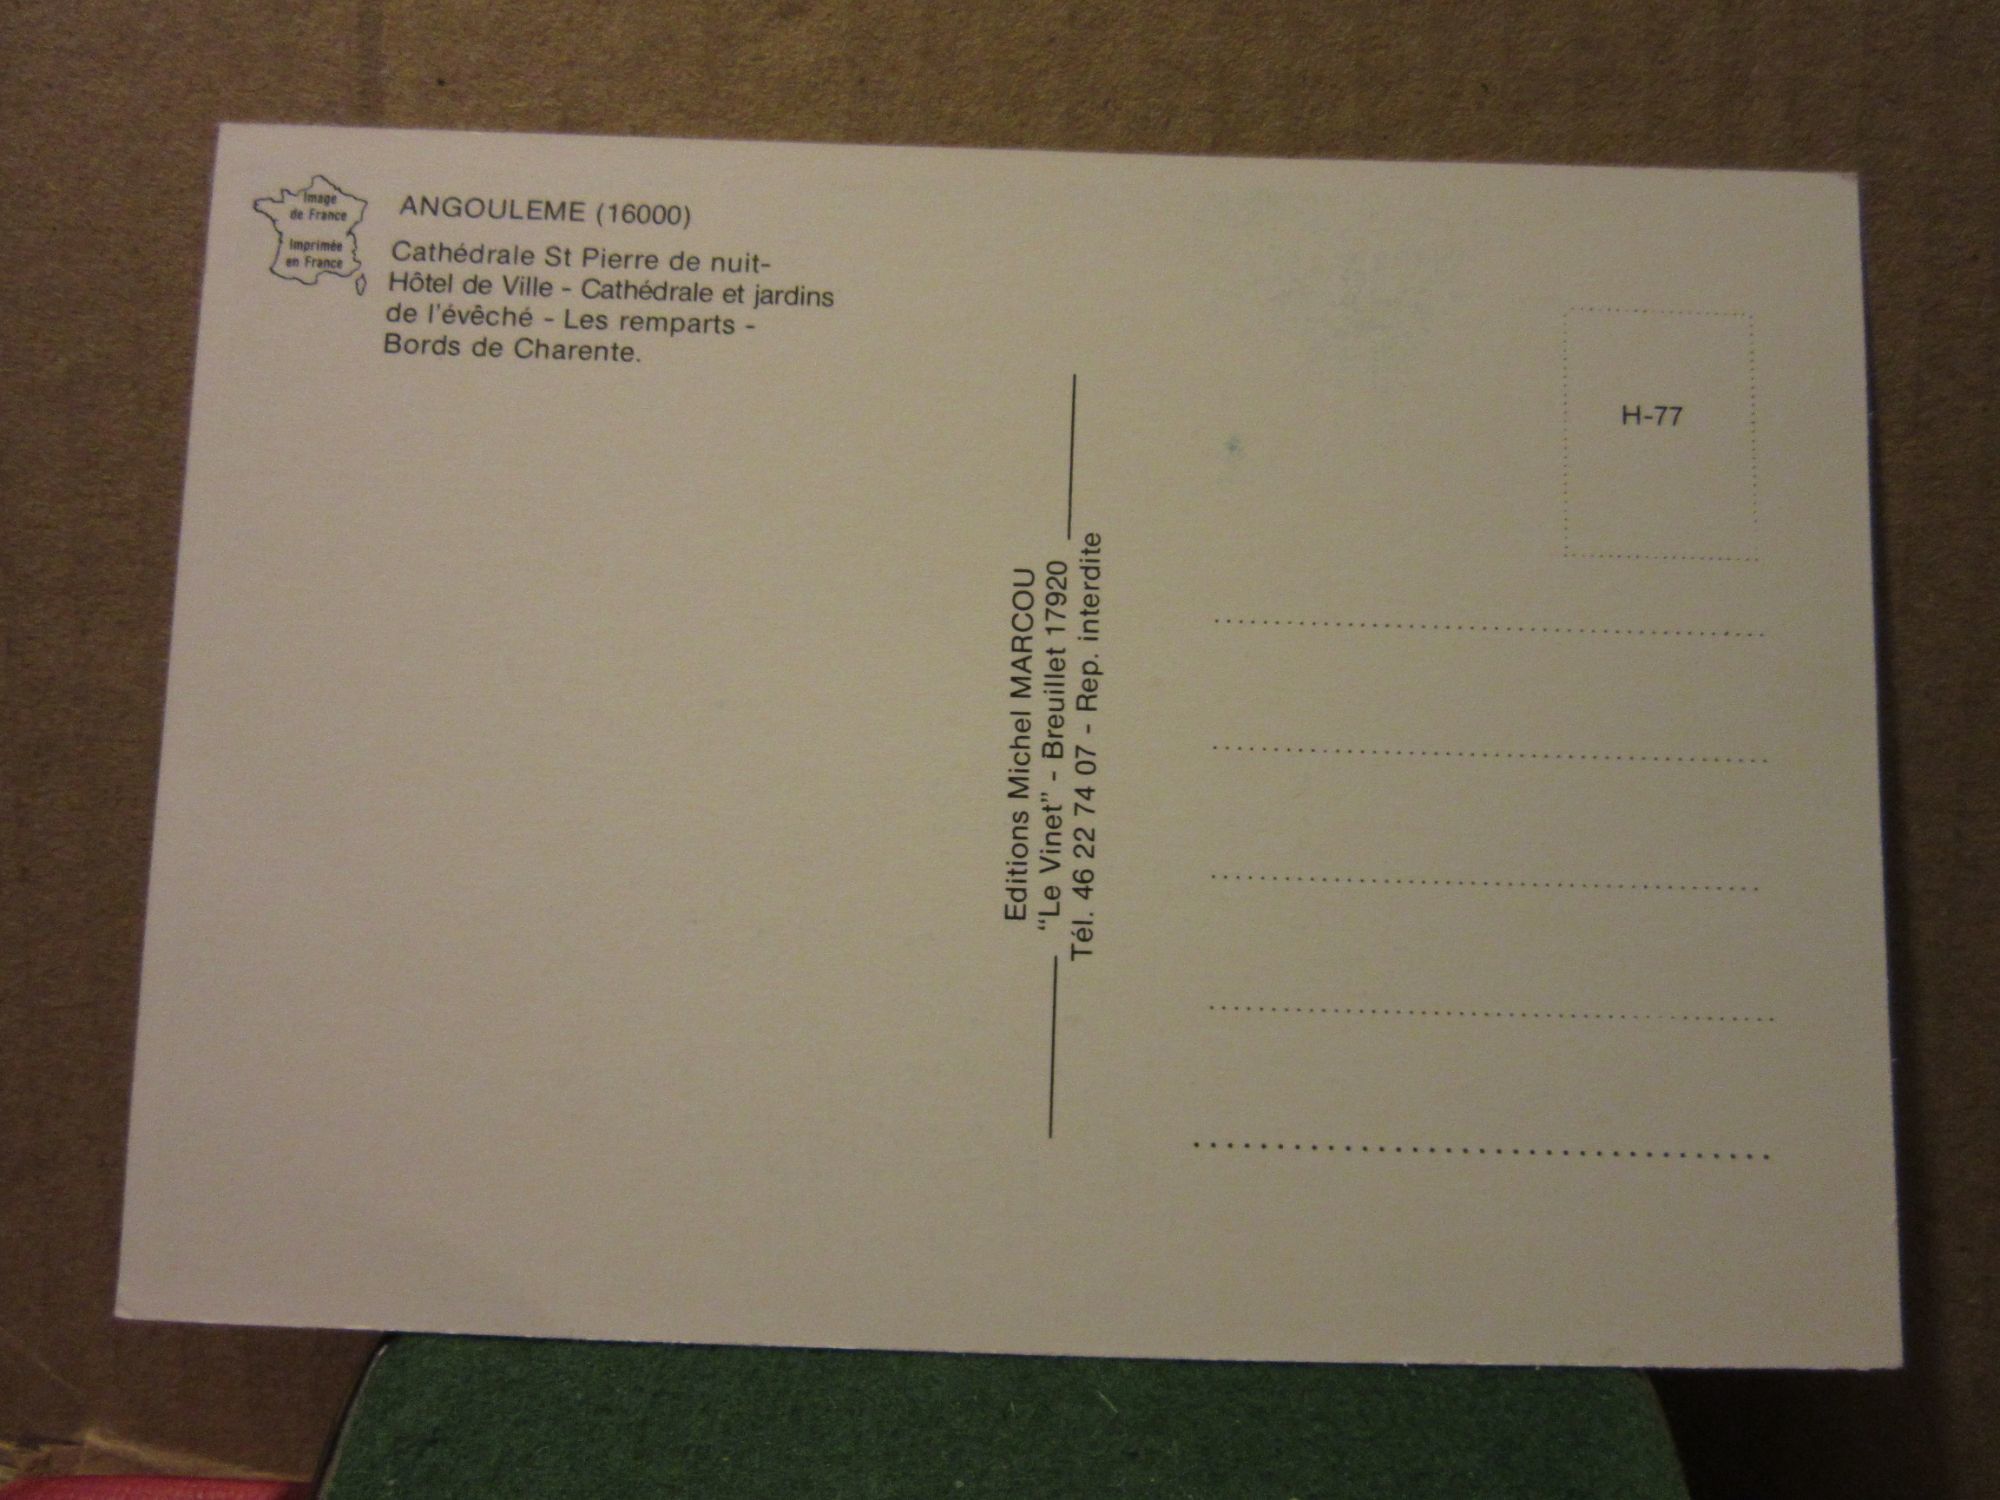 Image
de France
Imprimée
en France
ANGOULEME (16000)
Cathédrale St Pierre de nuit-
Hôtel de Ville - Cathédrale et jardins
de l'évêché - Les remparts -
Bords de Charente.
Editions Michel MARCOU
"Le Vinet" - Breuillet 17920
Tél. 46 22 74 07 - Rep. interdite
H-77